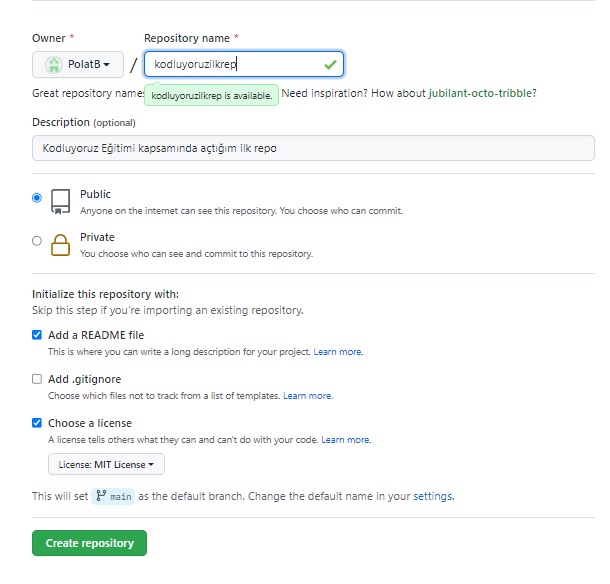 Owner * Repository name *
PolatB / kodluyoruzilkrep
Great repository names Need inspiration? How about jubilant-octo-tribble?
kodluyoruzilkrep is available.
Description (optional)
Kodluyoruz Eğitimi kapsamında açtığım ilk repo
Public
Anyone on the internet can see this repository. You choose who can commit.
Private
You choose who can see and commit to this repository.
Initialize this repository with:
Skip this step if you're importing an existing repository.
Add a README file
This is where you can write a long description for your project. Learn more.
Add .gitignore
Choose which files not to track from a list of templates. Learn more.
Choose a license
A license tells others what they can and can't do with your code. Learn more.
License: MIT License
This will set main as the default branch. Change the default name in your settings.
Create repository